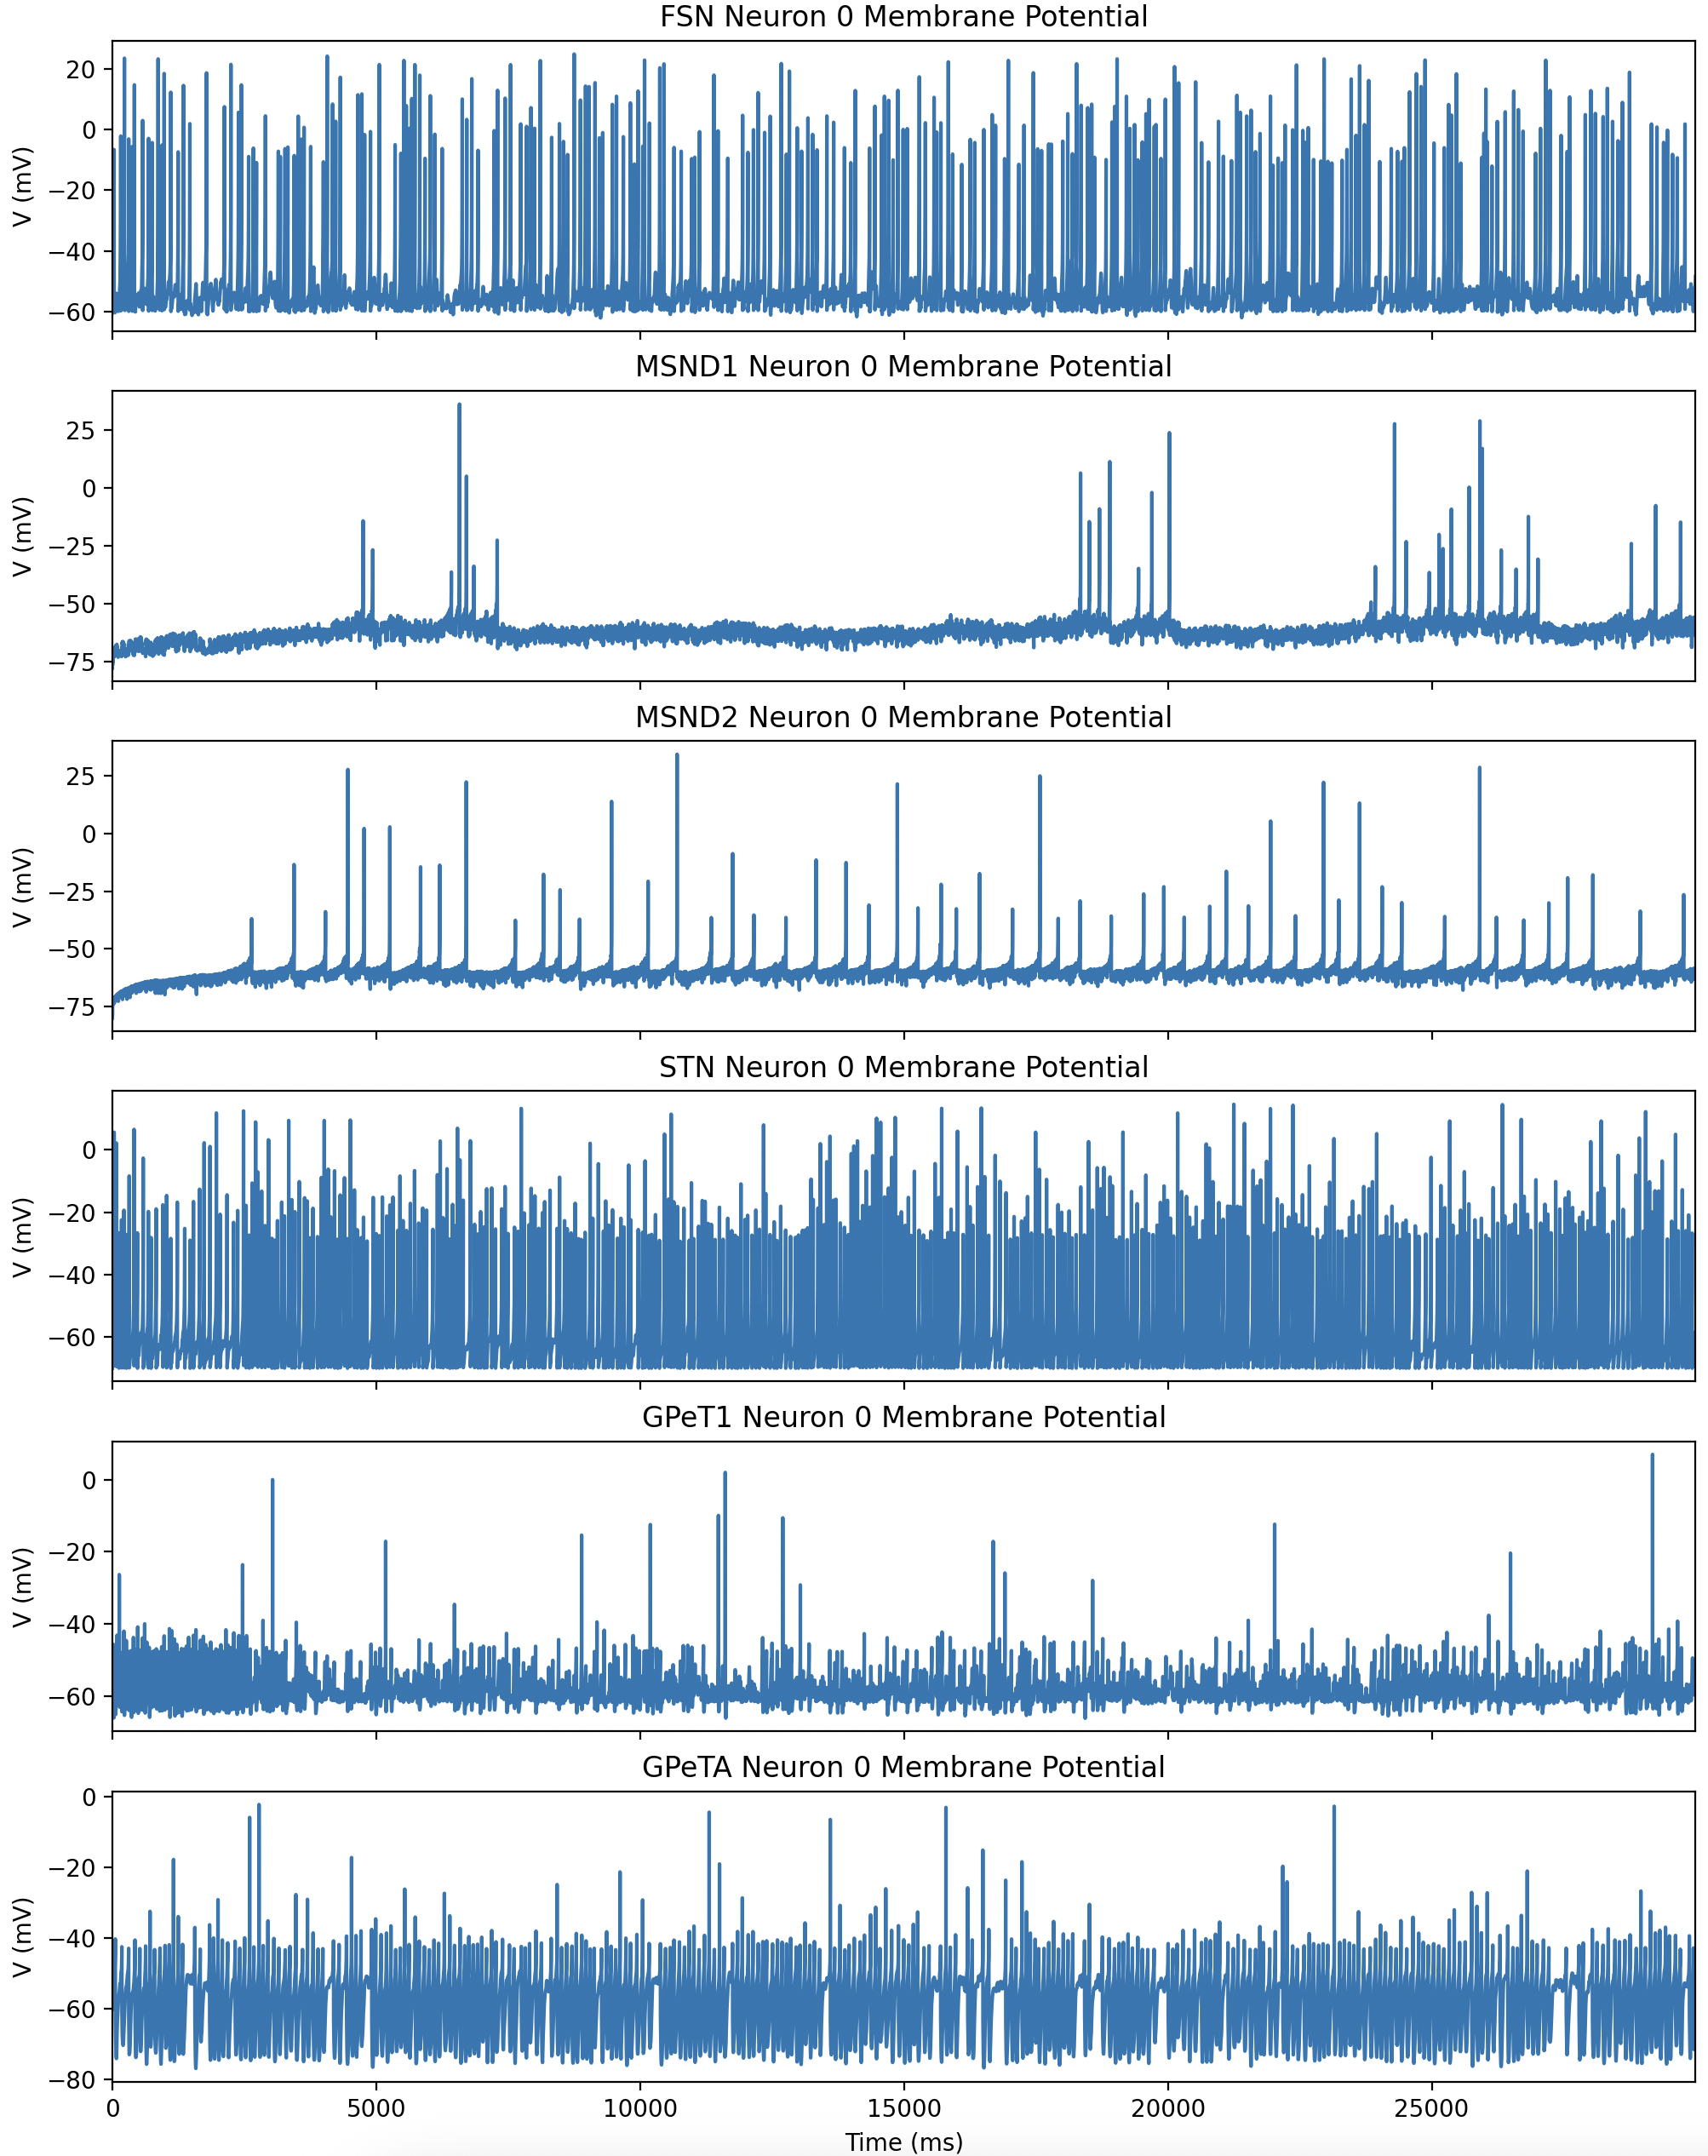 FSN Neuron 0 Membrane Potential
20
0
−20
−40
−60
V (mV)
MSND1 Neuron 0 Membrane Potential
25
0
−25
−50
−75
V (mV)
MSND2 Neuron 0 Membrane Potential
25
0
−25
−50
−75
V (mV)
STN Neuron 0 Membrane Potential
0
−20
−40
−60
V (mV)
GPeT1 Neuron 0 Membrane Potential
0
−20
−40
−60
V (mV)
GPeTA Neuron 0 Membrane Potential
0
−20
−40
−60
−80
V (mV)
0 5000 10000 15000 20000 25000
Time (ms)